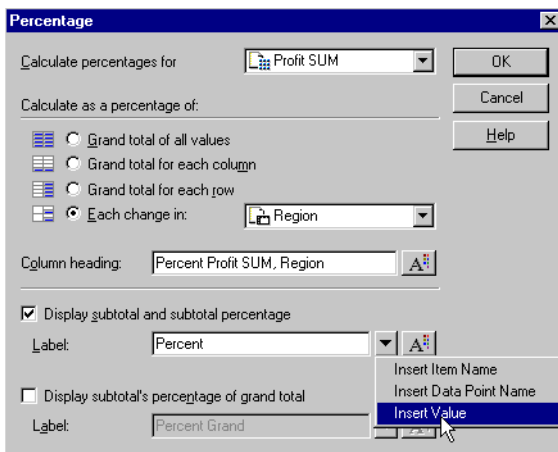 Percentage
Calculate percentages for Profit SUM OK
Calculate as a percentage of: Cancel
Grand total of all values Help
Grand total for each column
Grand total for each row
Each change in: Region
Column heading: Percent Profit SUM, Region A
Display subtotal and subtotal percentage
Label: Percent A
Insert Item Name
Insert Data Point Name
Display subtotal's percentage of grand total
Insert Value
Label: Percent Grand